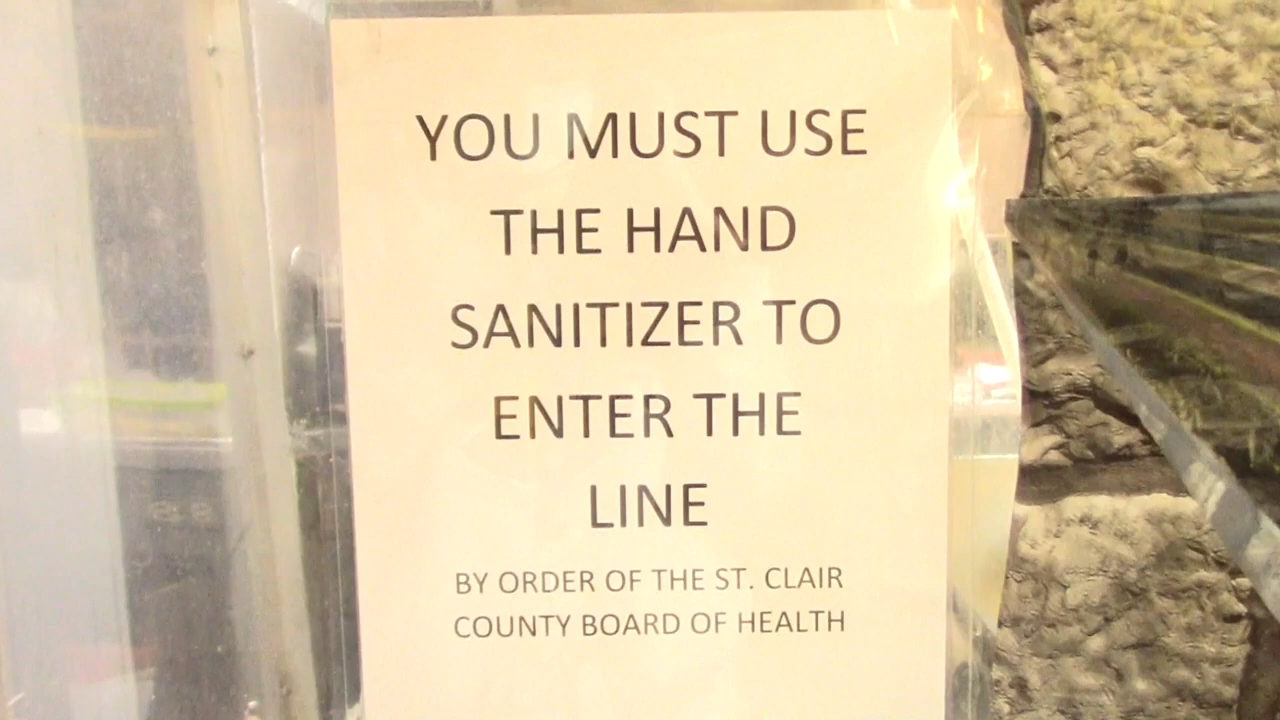 YOU MUST USE
THE HAND
SANITIZER TO
ENTER THE
LINE
BY ORDER OF THE ST. CLAIR
COUNTY BOARD OF HEALTH